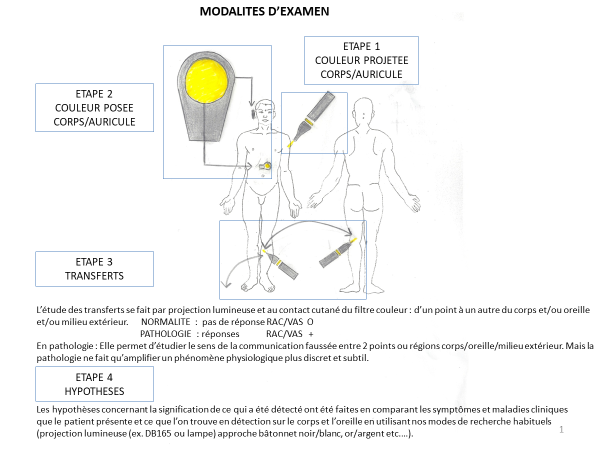 MODALITES D’EXAMEN
ETAPE 1
COULEUR PROJETEE
CORPS/AURICULE
ETAPE 2
COULEUR POSEE
CORPS/AURICULE
ETAPE 3
TRANSFERTS
L’étude des transferts se fait par projection lumineuse et au contact cutané du filtre couleur : d’un point à un autre du corps et/ou oreille
et/ou milieu extérieur. NORMALITE : pas de réponse RAC/VAS O
PATHOLOGIE : réponses RAC/VAS +
En pathologie : Elle permet d’étudier le sens de la communication faussée entre 2 points ou régions corps/oreille/milieu extérieur. Mais la
pathologie ne fait qu’amplifier un phénomène physiologique plus discret et subtil.
ETAPE 4
HYPOTHESES
Les hypothèses concernant la signification de ce qui a été détecté ont été faites en comparant les symptômes et maladies cliniques
que le patient présente et ce que l’on trouve en détection sur le corps et l’oreille en utilisant nos modes de recherche habituels
(projection lumineuse (ex. DB165 ou lampe) approche bâtonnet noir/blanc, or/argent etc....).
1